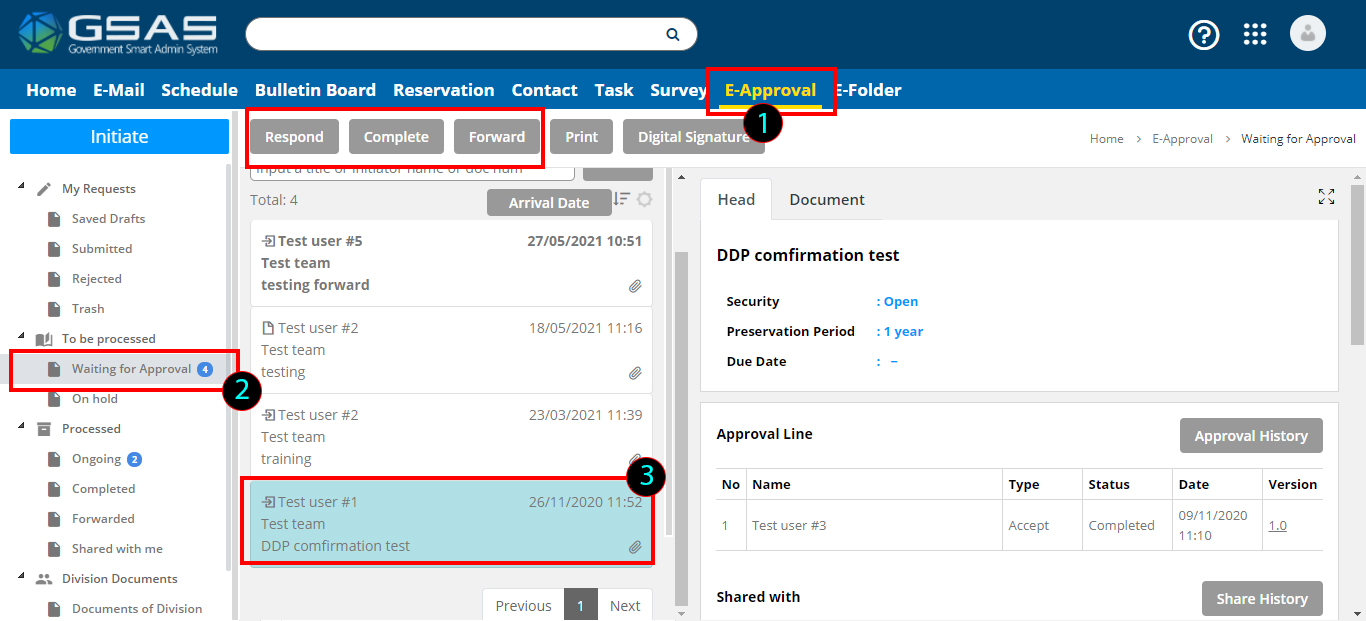 GSAS
Government Smart Admin System
Home E-Mail Schedule Bulletin Board Reservation Contact Task Survey E-Approval E-Folder
1
Initiate
Respond Complete Forward Print Digital Signature
Home > E-Approval > Waiting for Approval
My Requests
Saved Drafts
Submitted
Rejected
Trash
To be processed
Waiting for Approval 4
2
On hold
Processed
Ongoing 2
Completed
Forwarded
Shared with me
Division Documents
Documents of Division
Input a title or initiator name or doc num
Total: 4 Arrival Date
Test user #5 27/05/2021 10:51
Test team
testing forward
Test user #2 18/05/2021 11:16
Test team
testing
Test user #2 23/03/2021 11:39
Test team
training
3
Test user #1 26/11/2020 11:52
Test team
DDP comfirmation test
Previous 1 Next
Head Document
DDP comfirmation test
Security : Open
Preservation Period : 1 year
Due Date : –
Approval Line Approval History
No Name Type Status Date Version
1 Test user #3 Accept Completed 09/11/2020 11:10 1.0
Shared with Share History